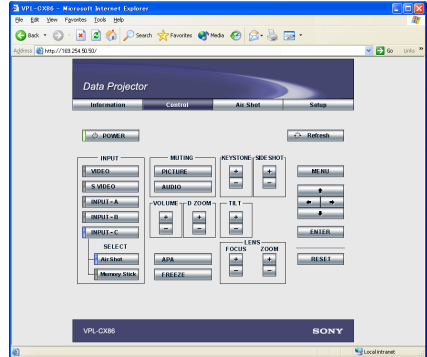 VPL-CX86 - Microsoft Internet Explorer
File Edit View Favorites Tools Help
Back Search Favorites Media
Address http://169.254.50.50/ Go Links »
Data Projector
Information Control Air Shot Setup
POWER Refresh
INPUT MUTING KEYSTONE SIDE SHOT
VIDEO PICTURE + + MENU
S VIDEO AUDIO − −
INPUT-A VOLUME D ZOOM TILT
INPUT-B + + +
INPUT-C − − − ENTER
SELECT LENS
FOCUS ZOOM
Air Shot APA + + RESET
Memory Stick FREEZE − −
VPL-CX86 SONY
Local intranet